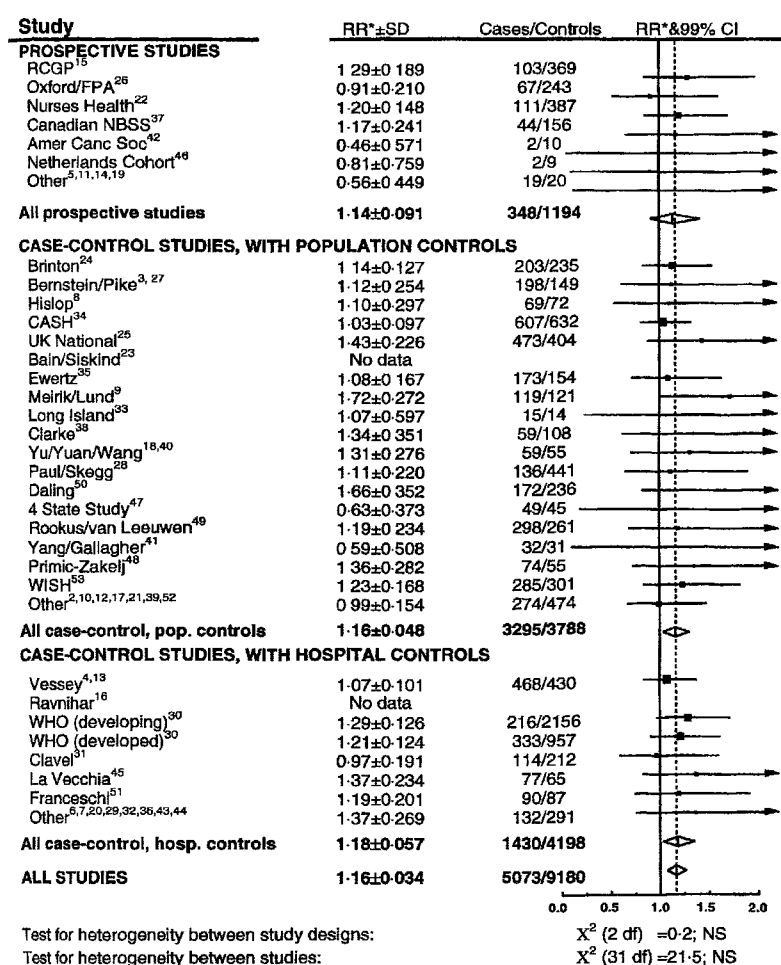 Study RR*±SD Cases/Controls RR*&99% CI
PROSPECTIVE STUDIES
RCGP15 1 29±0 189 103/369
Oxford/FPA26 0·91±0·210 67/243
Nurses Health22 1·20±0 148 111/387
Canadian NBSS37 1·17±0·241 44/156
Amer Canc Soc42 0·46±0 571 2/10
Netherlands Cohort46 0·81±0·759 2/9
Other5,11,14,19 0·56±0 449 19/20
All prospective studies 1·14±0·091 348/1194
CASE-CONTROL STUDIES, WITH POPULATION CONTROLS
Brinton24 1 14±0·127 203/235
Bernstein/Pike3, 27 1·12±0 254 198/149
Hislop8 1·10±0·297 69/72
CASH34 1·03±0·097 607/632
UK National25 1·43±0·226 473/404
Bain/Siskind23 No data
Ewertz35 1·08±0 167 173/154
Meirik/Lund9 1·72±0·272 119/121
Long Island33 1·07±0·597 15/14
Clarke38 1·34±0 351 59/108
Yu/Yuan/Wang18,40 1 31±0 276 59/55
Paul/Skegg28 1·11±0·220 136/441
Daling50 1·66±0 352 172/236
4 State Study47 0·63±0·373 49/45
Rookus/van Leeuwen49 1·19±0 234 298/261
Yang/Gallagher41 0 59±0·508 32/31
Primic-Zakelj48 1 36±0·282 74/55
WISH53 1 23±0·168 285/301
Other2,10,12,17,21,39,52 0 99±0·154 274/474
All case-control, pop. controls 1·16±0·048 3295/3788
CASE-CONTROL STUDIES, WITH HOSPITAL CONTROLS
Vessey4,13 1·07±0·101 468/430
Ravnihar16 No data
WHO (developing)30 1·29±0·126 216/2156
WHO (developed)30 1·21±0·124 333/957
Clavel31 0·97±0·191 114/212
La Vecchia45 1·37±0·234 77/65
Franceschi51 1·19±0·201 90/87
Other6,7,20,29,32,36,43,44 1·37±0·269 132/291
All case-control, hosp. controls 1·18±0·057 1430/4198
ALL STUDIES 1·16±0·034 5073/9180
0.0 0.5 1.0 1.5 2.0
Test for heterogeneity between study designs: X2 (2 df) =0·2; NS
Test for heterogeneity between studies: X2 (31 df) =21·5; NS